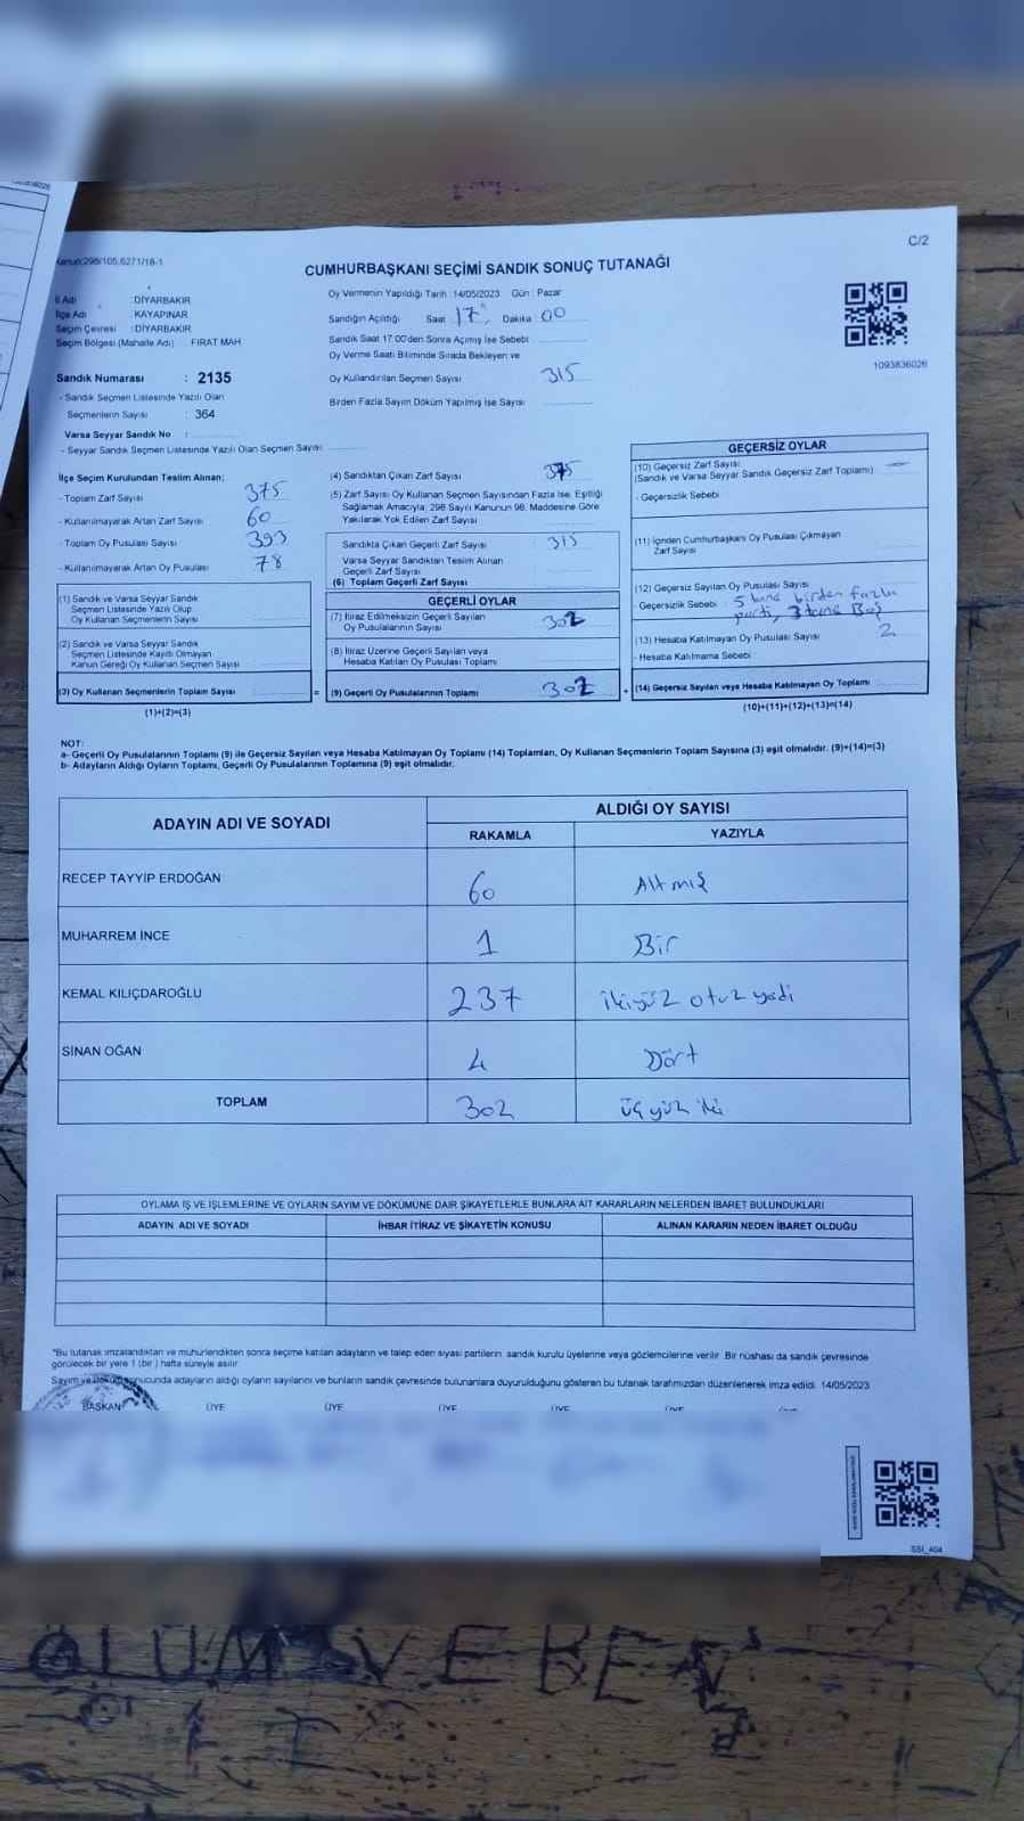 C/2
Kanun:298/105,6271/18-1
CUMHURBAŞKANI SEÇİMİ SANDIK SONUÇ TUTANAĞI
İl Adı : DİYARBAKIR
İlçe Adı : KAYAPINAR
Seçim Çevresi : DİYARBAKIR
Seçim Bölgesi (Mahalle Adı) : FIRAT MAH
Sandık Numarası : 2135
- Sandık Seçmen Listesinde Yazılı Olan
Seçmenlerin Sayısı : 364
Varsa Seyyar Sandık No :
- Seyyar Sandık Seçmen Listesinde Yazılı Olan Seçmen Sayısı :
Oy Vermenin Yapıldığı Tarih : 14/05/2023 Gün : Pazar
Sandığın Açıldığı Saat 17, Dakika 00
Sandık Saat 17.00'den Sonra Açılmış İse Sebebi
Oy Verme Saati Bitiminde Sırada Bekleyen ve
Oy Kullandırılan Seçmen Sayısı 315
Birden Fazla Sayım Döküm Yapılmış İse Sayısı
1093836026
İlçe Seçim Kurulundan Teslim Alınan;
- Toplam Zarf Sayısı 375
- Kullanılmayarak Artan Zarf Sayısı 60
- Toplam Oy Pusulası Sayısı 393
- Kullanılmayarak Artan Oy Pusulası 78
(1) Sandık ve Varsa Seyyar Sandık
Seçmen Listesinde Yazılı Olup
Oy Kullanan Seçmenlerin Sayısı
(2) Sandık ve Varsa Seyyar Sandık
Seçmen Listesinde Kaydı Olmayan
Kanun Gereği Oy Kullanan Seçmen Sayısı
(3) Oy Kullanan Seçmenlerin Toplam Sayısı =
(1)+(2)=(3)
(4) Sandıktan Çıkan Zarf Sayısı
(5) Zarf Sayısı Oy Kullanan Seçmen Sayısından Fazla İse, Eşitliği
Sağlamak Amacıyla, 298 Sayılı Kanunun 98. Maddesine Göre
Yakılarak Yok Edilen Zarf Sayısı
Sandıkta Çıkan Geçerli Zarf Sayısı 315
Varsa Seyyar Sandıktan Teslim Alınan
Geçerli Zarf Sayısı
(6) Toplam Geçerli Zarf Sayısı
GEÇERLİ OYLAR
(7) İtiraz Edilmeksizin Geçerli Sayılan
Oy Pusulalarının Sayısı 302
(8) İtiraz Üzerine Geçerli Sayılan veya
Hesaba Katılan Oy Pusulası Toplamı
(9) Geçerli Oy Pusulalarının Toplamı 302 +
GEÇERSİZ OYLAR
(10) Geçersiz Zarf Sayısı
(Sandık ve Varsa Seyyar Sandık Geçersiz Zarf Toplamı)
- Geçersizlik Sebebi
(11) İçinden Cumhurbaşkanı Oy Pusulası Çıkmayan
Zarf Sayısı
(12) Geçersiz Sayılan Oy Pusulası Sayısı
- Geçersizlik Sebebi : 5 tane birden fazla
parti, 3 tane Boş
(13) Hesaba Katılmayan Oy Pusulası Sayısı 2
- Hesaba Katılmama Sebebi
(14) Geçersiz Sayılan veya Hesaba Katılmayan Oy Toplamı
(10)+(11)+(12)+(13)=(14)
NOT:
a- Geçerli Oy Pusulalarının Toplamı (9) ile Geçersiz Sayılan veya Hesaba Katılmayan Oy Toplamı (14) Toplamları, Oy Kullanan Seçmenlerin Toplam Sayısına (3) eşit olmalıdır. (9)+(14)=(3)
b- Adayların Aldığı Oyların Toplamı, Geçerli Oy Pusulalarının Toplamına (9) eşit olmalıdır.
ADAYIN ADI VE SOYADI
ALDIĞI OY SAYISI
RAKAMLA YAZIYLA
RECEP TAYYIP ERDOĞAN 60 Altmış
MUHARREM İNCE 1 Bir
KEMAL KILIÇDAROĞLU 237 ikiyüz otuz yedi
SİNAN OĞAN 4 Dört
TOPLAM 302 üç yüz iki
OYLAMA İŞ VE İŞLEMLERİNE VE OYLARIN SAYIM VE DÖKÜMÜNE DAİR ŞİKAYETLERLE BUNLARA AİT KARARLARIN NELERDEN İBARET BULUNDUKLARI
ADAYIN ADI VE SOYADI İHBAR İTİRAZ VE ŞİKAYETİN KONUSU ALINAN KARARIN NEDEN İBARET OLDUĞU
*Bu tutanak imzalandıktan ve mühürlendikten sonra seçime katılan adayların ve talep eden siyasi partilerin sandık kurulu üyelerine veya gözlemcilerine verilir. Bir nüshası da sandık çevresinde
görülecek bir yere 1 (bir) hafta süreyle asılır
sonucunda adayların aldığı oyların sayılarını ve bunların sandık çevresinde bulunanlara duyurulduğunu gösteren bu tutanak tarafımızdan düzenlenerek imza edildi. 14/05/2023
BAŞKAN ÜYE ÜYE ÜYE ÜYE ÜYE
SSİ_404
ÖLÜM SVE BEN